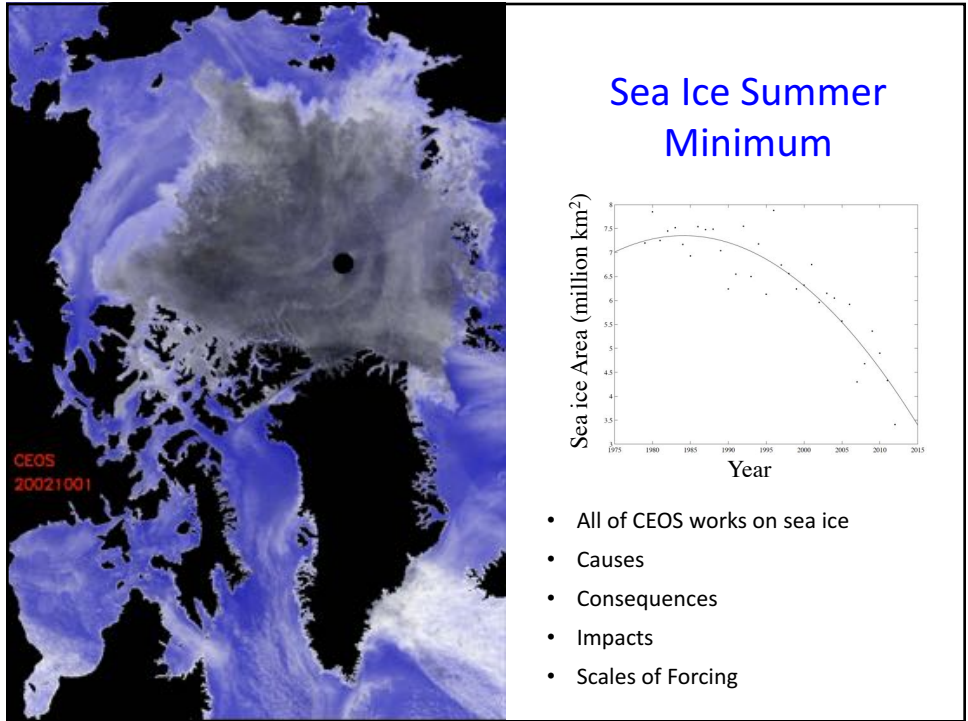 CEOS
20021001
Sea Ice Summer
Minimum
Sea ice Area (million km²)
8
7.5
7
6.5
6
5.5
5
4.5
4
3.5
3
1975 1980 1985 1990 1995 2000 2005 2010 2015
Year
• All of CEOS works on sea ice
• Causes
• Consequences
• Impacts
• Scales of Forcing